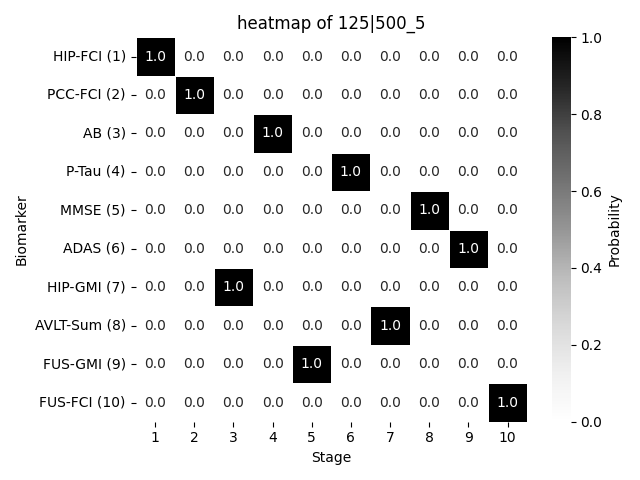 heatmap of 125|500_5
HIP-FCI (1) 1.0 0.0 0.0 0.0 0.0 0.0 0.0 0.0 0.0 0.0
PCC-FCI (2) 0.0 1.0 0.0 0.0 0.0 0.0 0.0 0.0 0.0 0.0
AB (3) 0.0 0.0 0.0 1.0 0.0 0.0 0.0 0.0 0.0 0.0
P-Tau (4) 0.0 0.0 0.0 0.0 0.0 1.0 0.0 0.0 0.0 0.0
MMSE (5) 0.0 0.0 0.0 0.0 0.0 0.0 0.0 1.0 0.0 0.0
ADAS (6) 0.0 0.0 0.0 0.0 0.0 0.0 0.0 0.0 1.0 0.0
HIP-GMI (7) 0.0 0.0 1.0 0.0 0.0 0.0 0.0 0.0 0.0 0.0
AVLT-Sum (8) 0.0 0.0 0.0 0.0 0.0 0.0 1.0 0.0 0.0 0.0
FUS-GMI (9) 0.0 0.0 0.0 0.0 1.0 0.0 0.0 0.0 0.0 0.0
FUS-FCI (10) 0.0 0.0 0.0 0.0 0.0 0.0 0.0 0.0 0.0 1.0
1 2 3 4 5 6 7 8 9 10
Stage
Biomarker
1.0
0.8
0.6
0.4
0.2
0.0
Probability